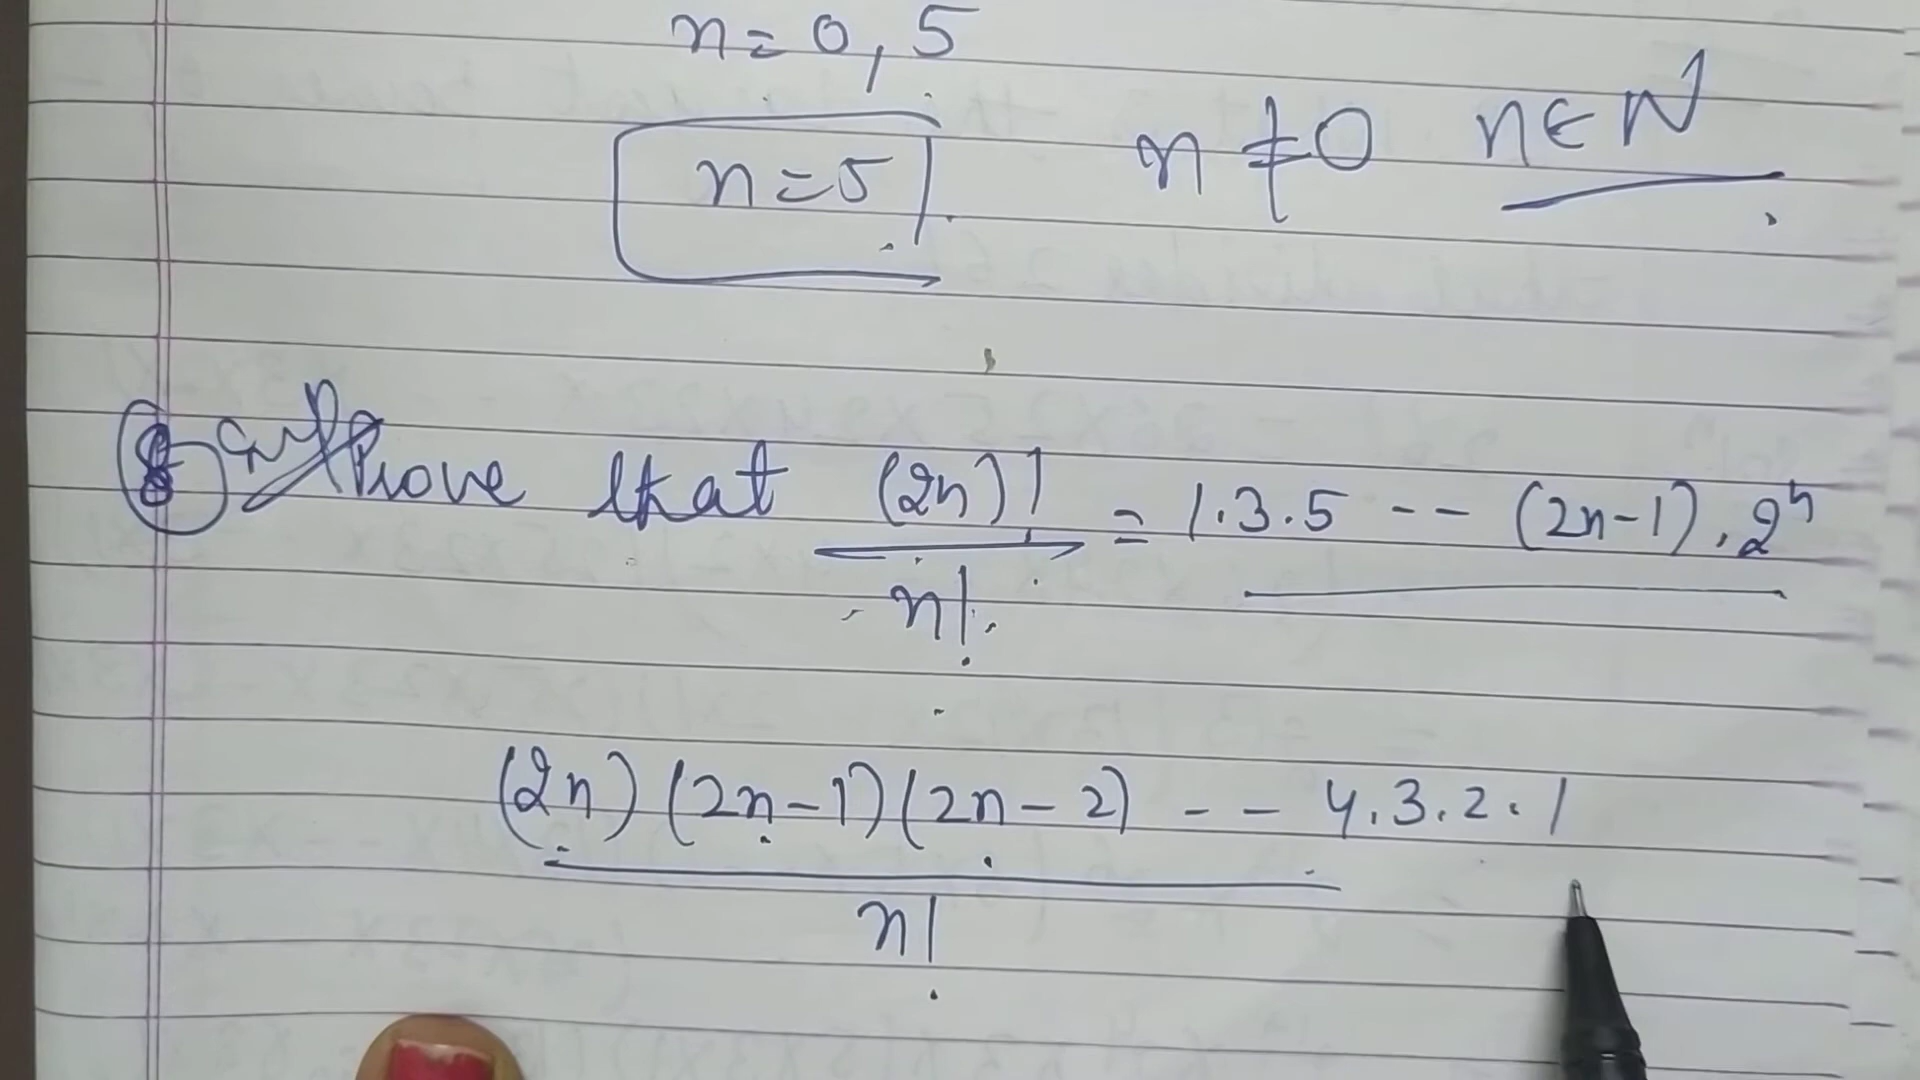 n = 0, 5
n = 5 n ≠ 0 n ∈ N
8 Prove that (2n)! / n! = 1.3.5 -- (2n-1).2ⁿ
(2n)(2n-1)(2n-2) -- 4.3.2.1
n!